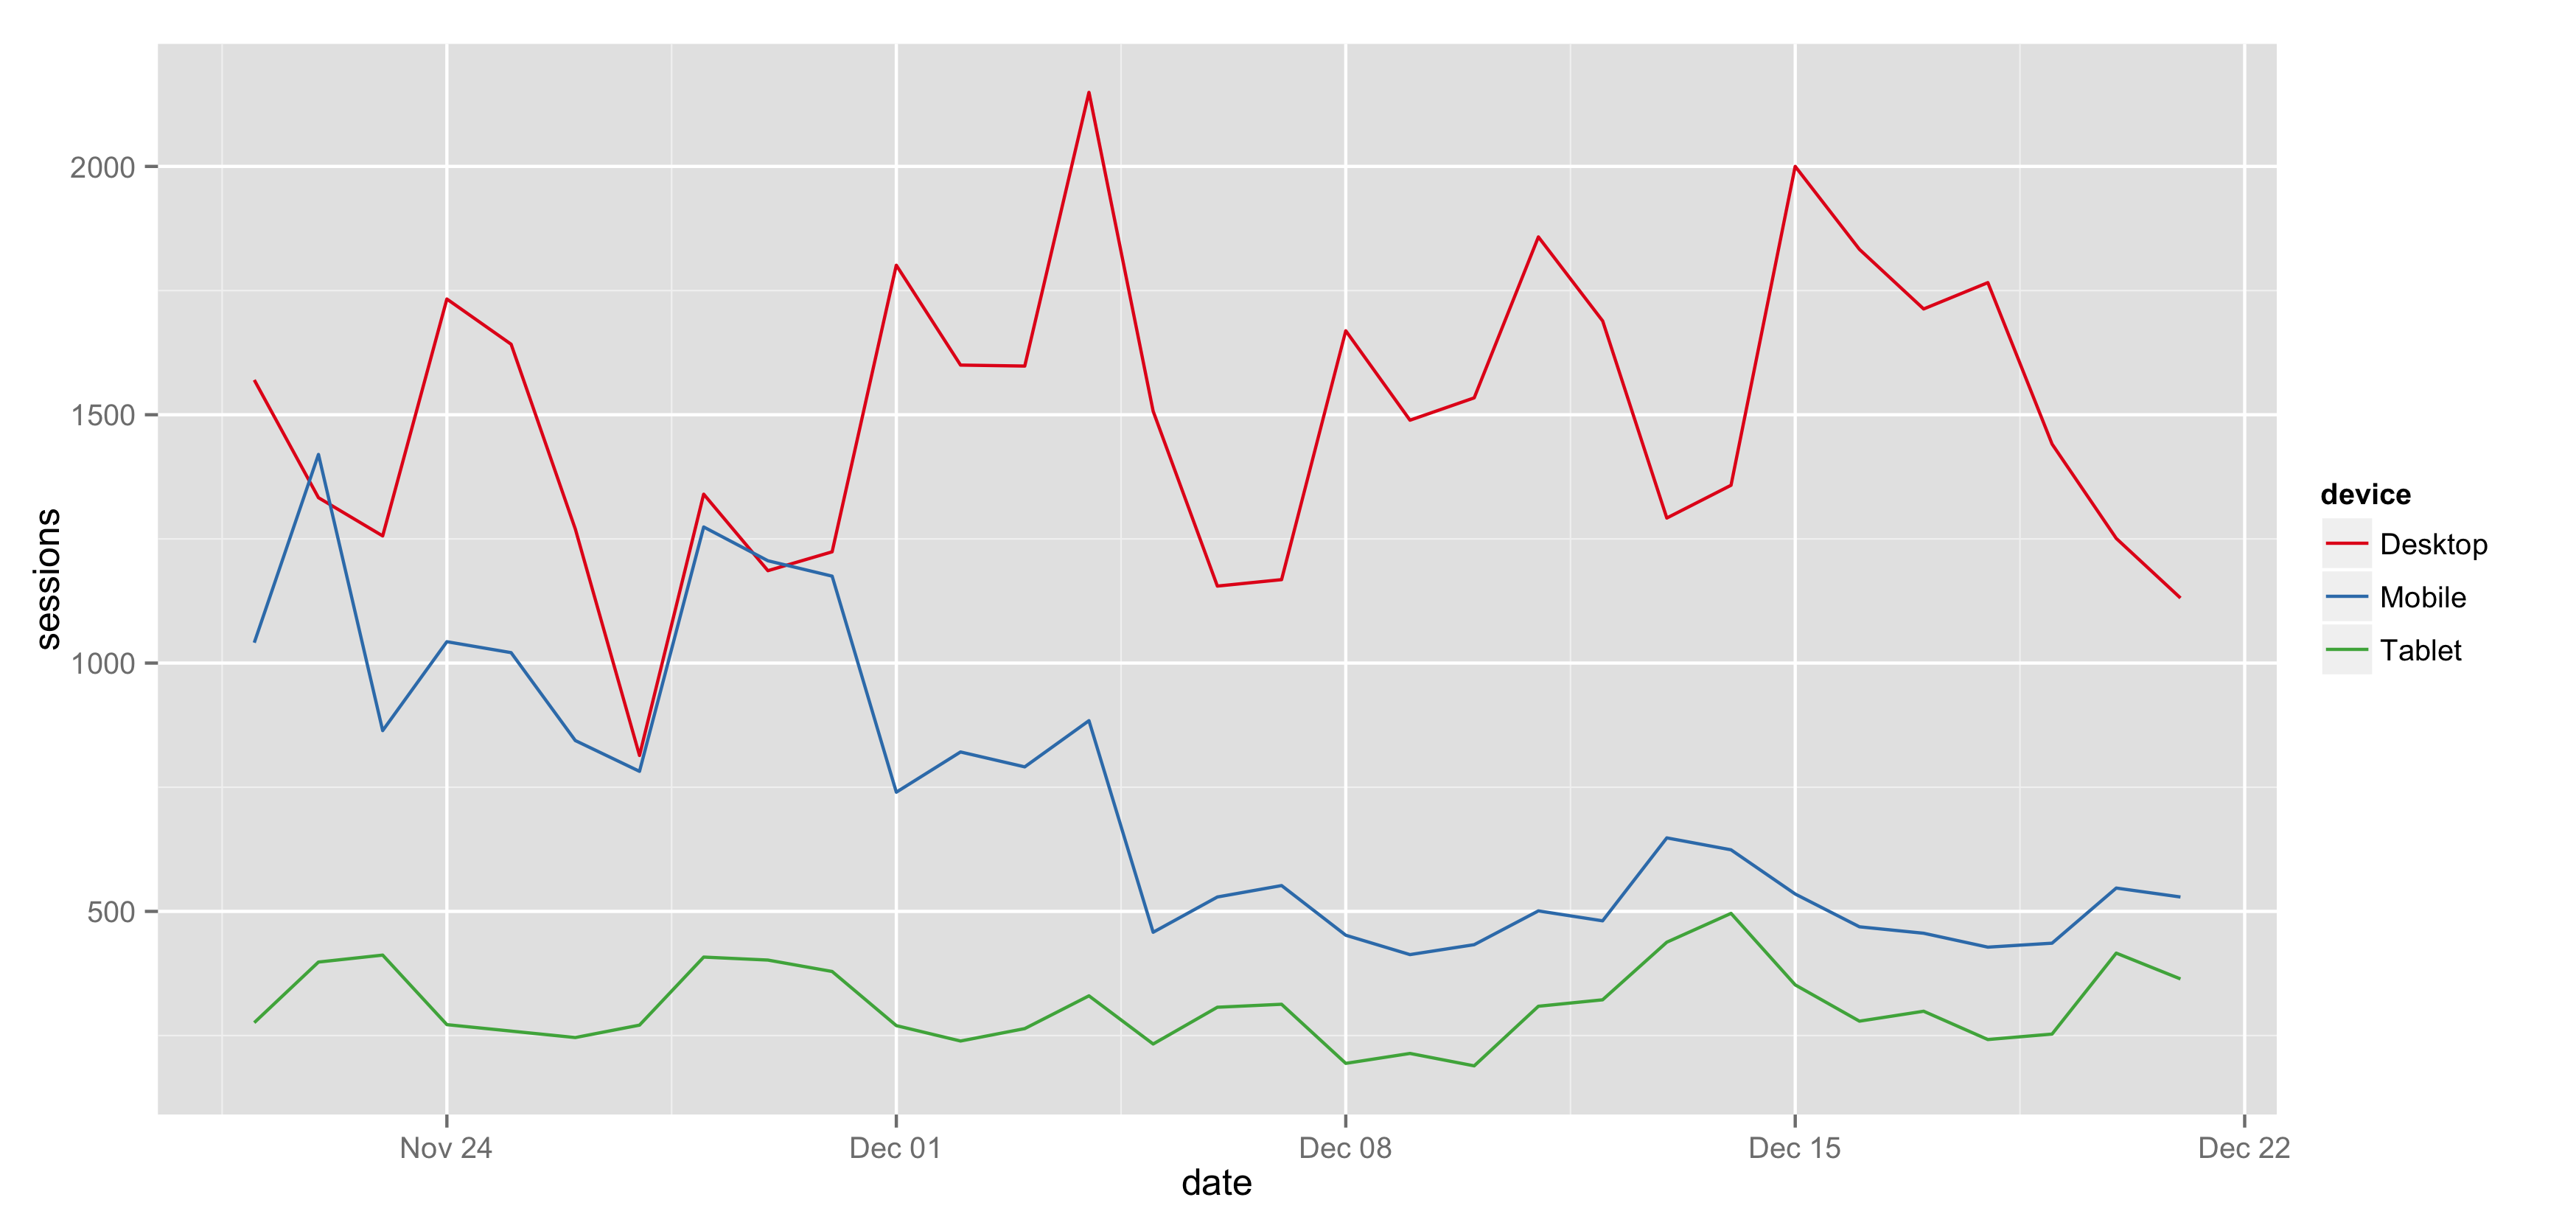 2000
1500
1000
500
sessions
Nov 24
Dec 01
Dec 08
Dec 15
Dec 22
date
device
Desktop
Mobile
Tablet